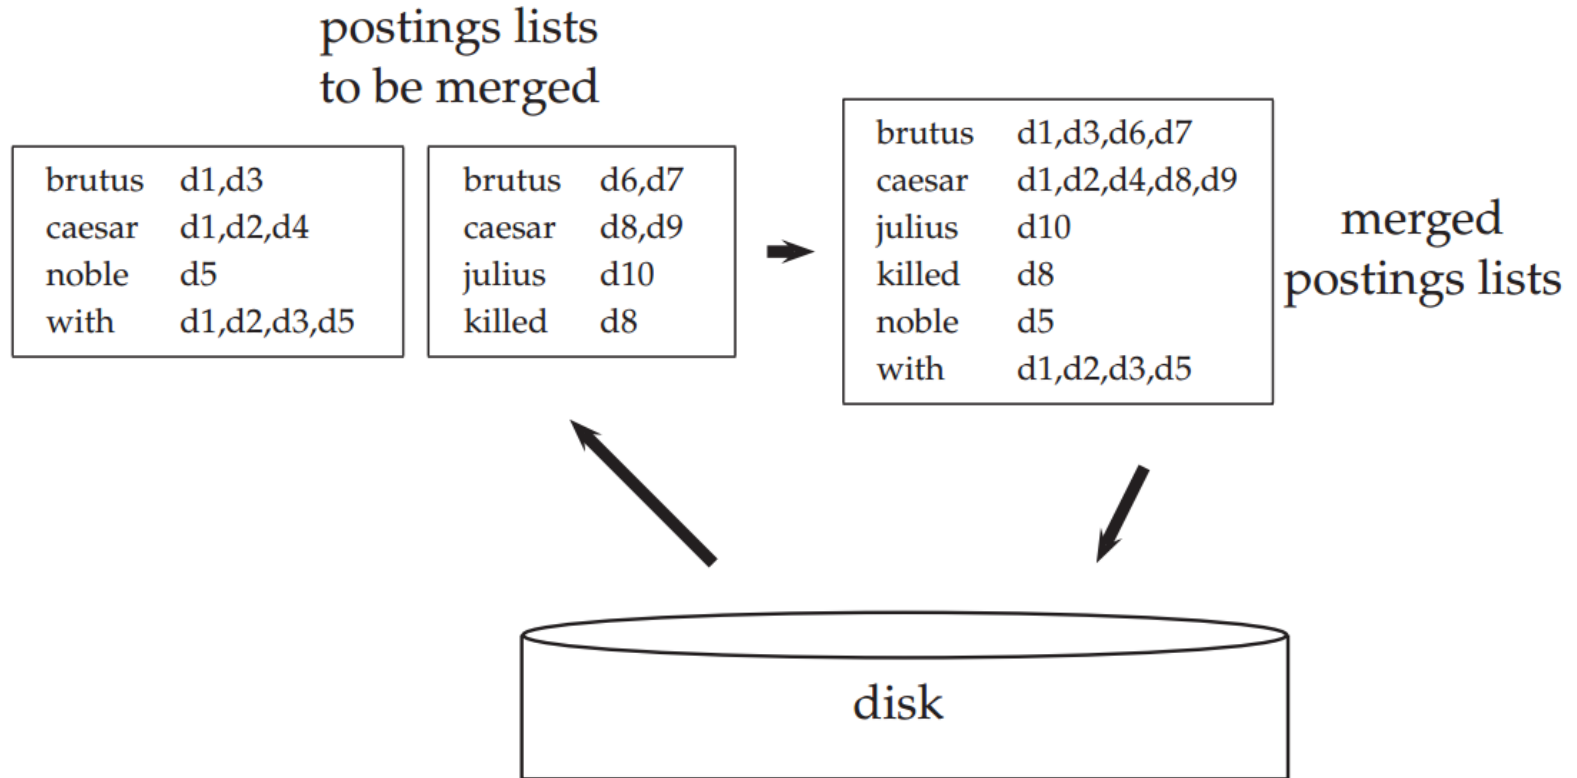 postings lists
to be merged
brutus d1,d3
caesar d1,d2,d4
noble d5
with d1,d2,d3,d5
brutus d6,d7
caesar d8,d9
julius d10
killed d8
brutus d1,d3,d6,d7
caesar d1,d2,d4,d8,d9
julius d10
killed d8
noble d5
with d1,d2,d3,d5
merged
postings lists
disk